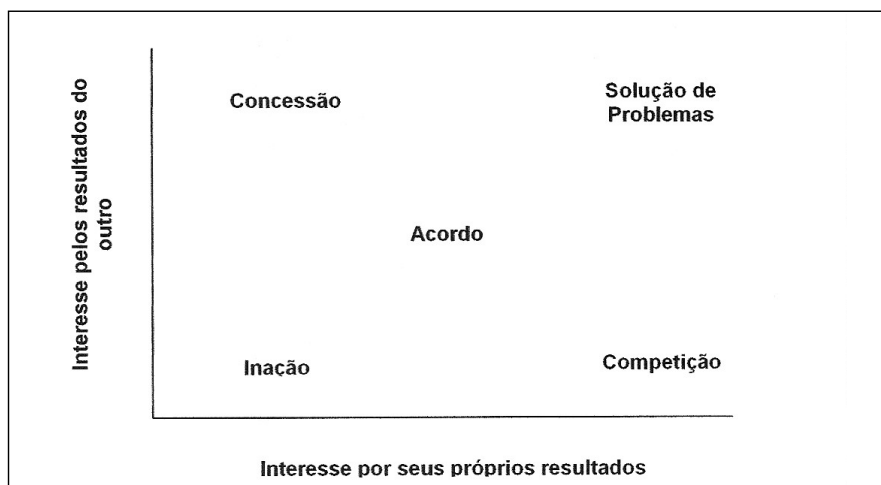 Interesse pelos resultados do
outro
Concessão
Solução de
Problemas
Acordo
Inação
Competição
Interesse por seus próprios resultados